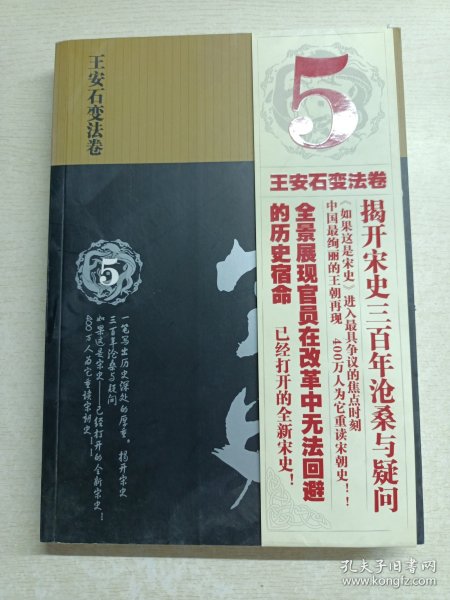 王安石变法卷
5
一笔写出历史深处的厚重。揭开宋史
三百年沧桑与疑问
如果这是宋史——已经打开的全新宋史！
400万人为它重读宋朝史！！
5
王安石变法卷
揭开宋史三百年沧桑与疑问
《如果这是宋史》进入最具争议的焦点时刻
中国最绚丽的王朝再现 400万人为它重读宋朝史！！
全景展现官员在改革中无法回避
的历史宿命 已经打开的全新宋史！
孔夫子旧书网
www.kongfz.com